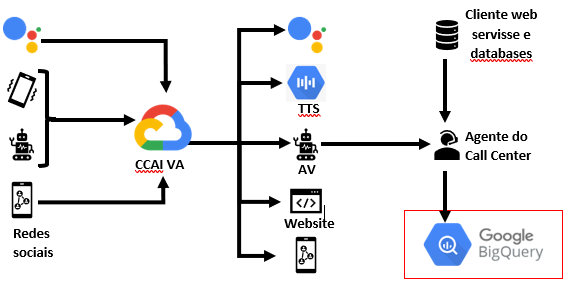 Cliente web
servisse e
databases
TTS
CCAI VA
AV
Agente do
Call Center
Website
Redes
sociais
Google
BigQuery